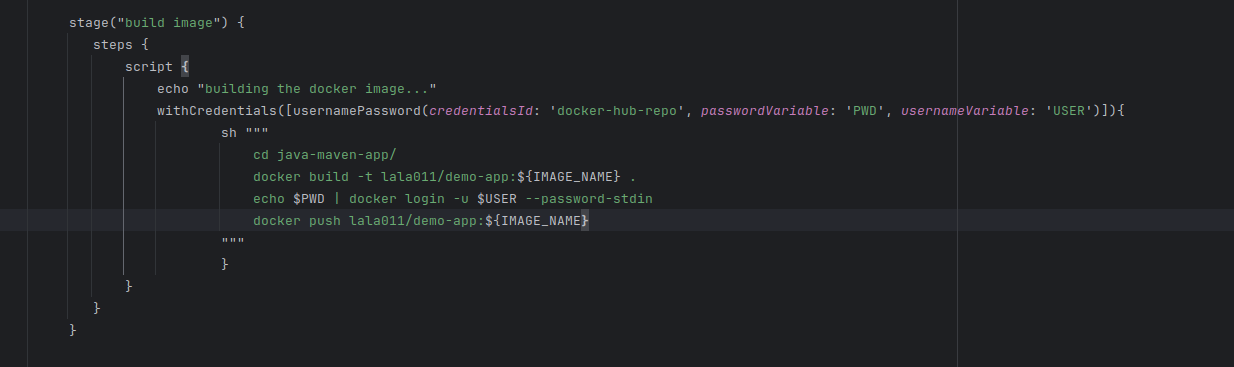 stage("build image") {
steps {
script {
echo "building the docker image..."
withCredentials([usernamePassword(credentialsId: 'docker-hub-repo', passwordVariable: 'PWD', usernameVariable: 'USER')]){
sh """
cd java-maven-app/
docker build -t lala011/demo-app:${IMAGE_NAME} .
echo $PWD | docker login -u $USER --password-stdin
docker push lala011/demo-app:${IMAGE_NAME}
"""
}
}
}
}